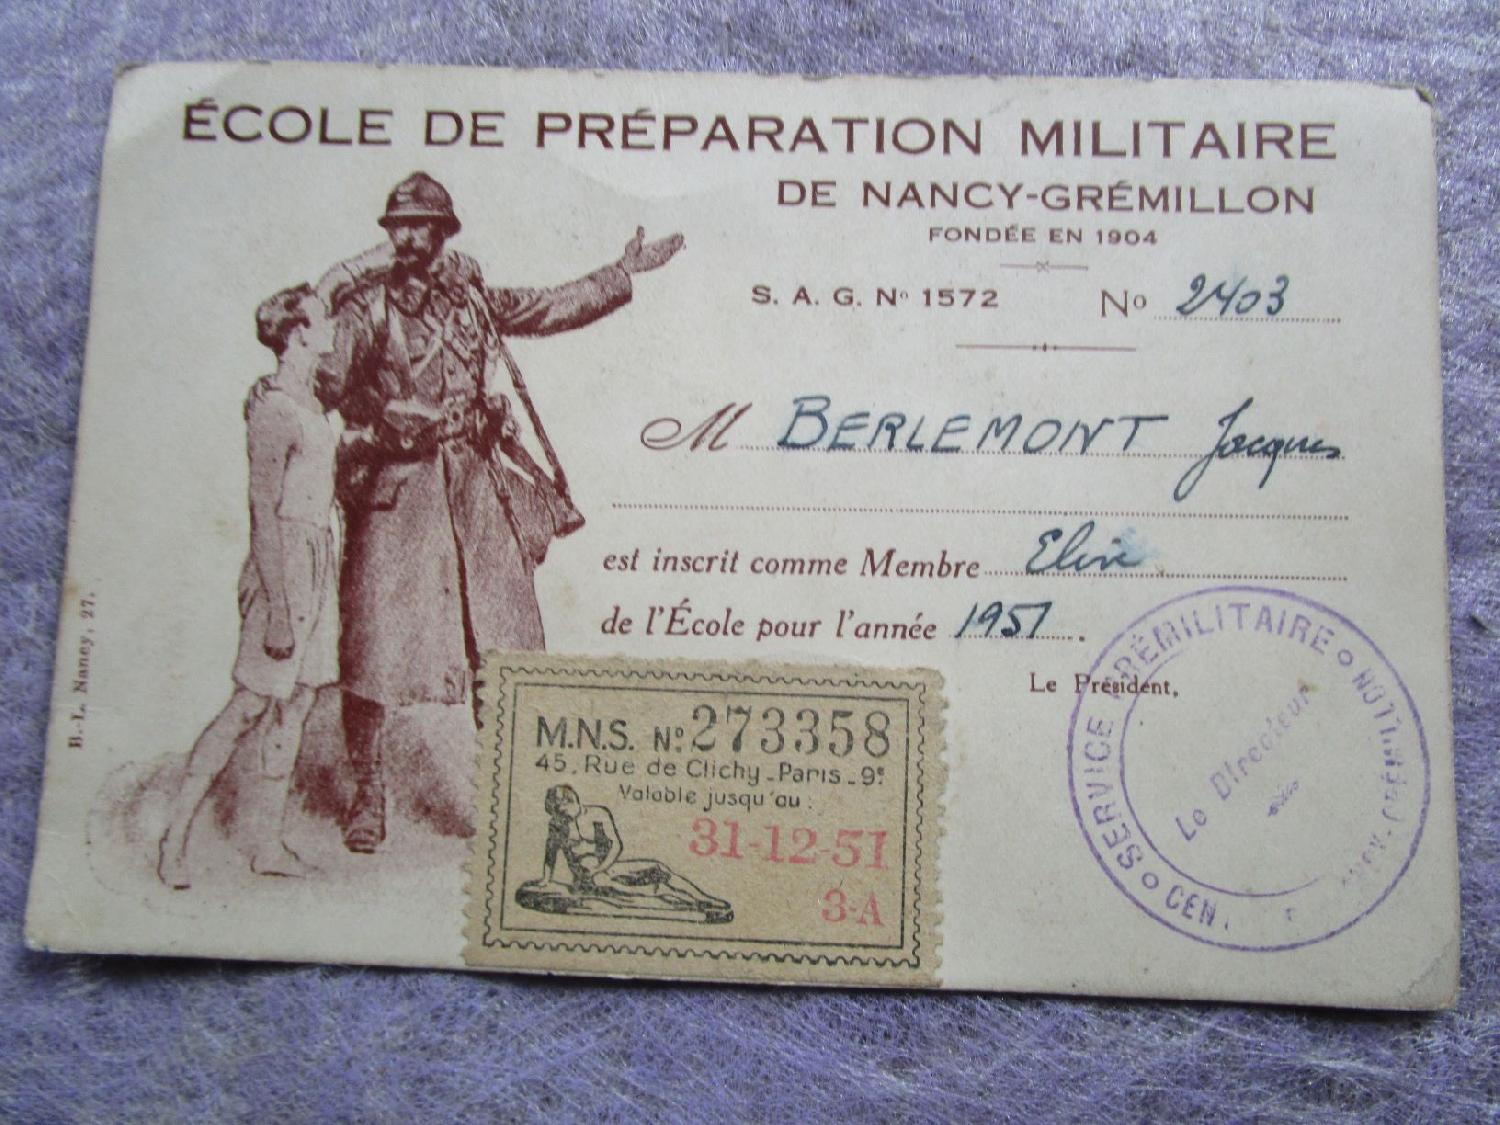 ÉCOLE DE PRÉPARATION MILITAIRE
DE NANCY-GRÉMILLON
FONDÉE EN 1904
S. A. G. No 1572 No 2403
M BERLEMONT Jacques
est inscrit comme Membre
de l'École pour l'année 1951.
Le Président,
B.-L. Nancy, 27.
M.N.S. No: 273358
45, Rue de Clichy - Paris - 9e
Valable jusqu'au :
31-12-51
3-A
SERVICE PRÉMILITAIRE
Le Directeur